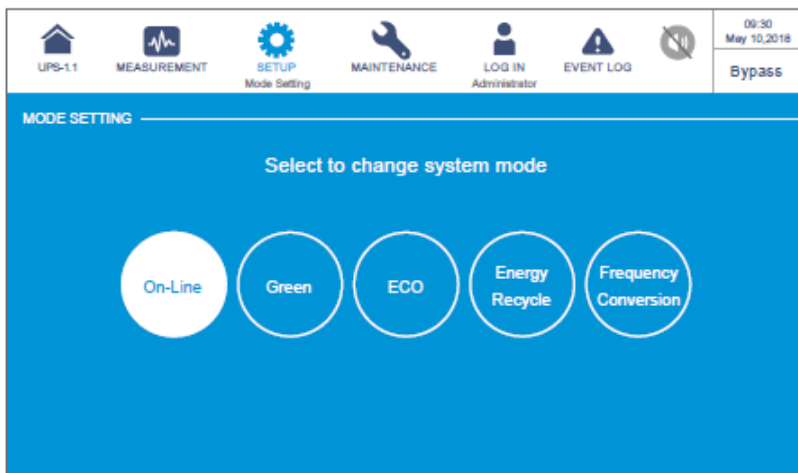 09:30
May 10,2018
UPS-1.1
MEASUREMENT
SETUP
Mode Setting
MAINTENANCE
LOG IN
Administrator
EVENT LOG
Bypass
MODE SETTING
Select to change system mode
On-Line
Green
ECO
Energy
Recycle
Frequency
Conversion